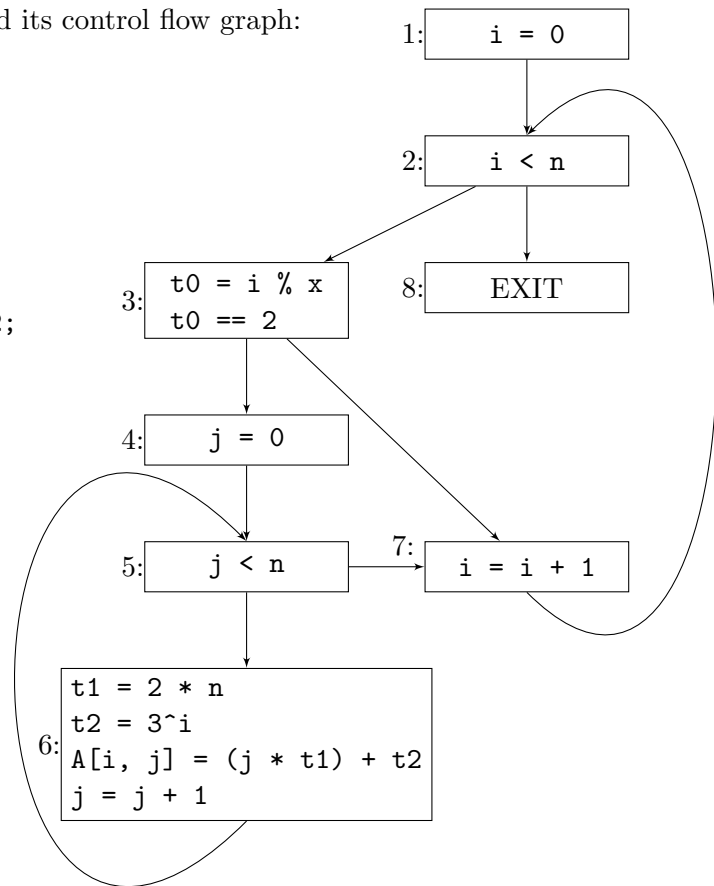 its control flow graph:
1: i = 0
2: i < n
3: t0 = i % x
t0 == 2
8: EXIT
;
4: j = 0
5: j < n
7: i = i + 1
6: t1 = 2 * n
t2 = 3^i
A[i, j] = (j * t1) + t2
j = j + 1